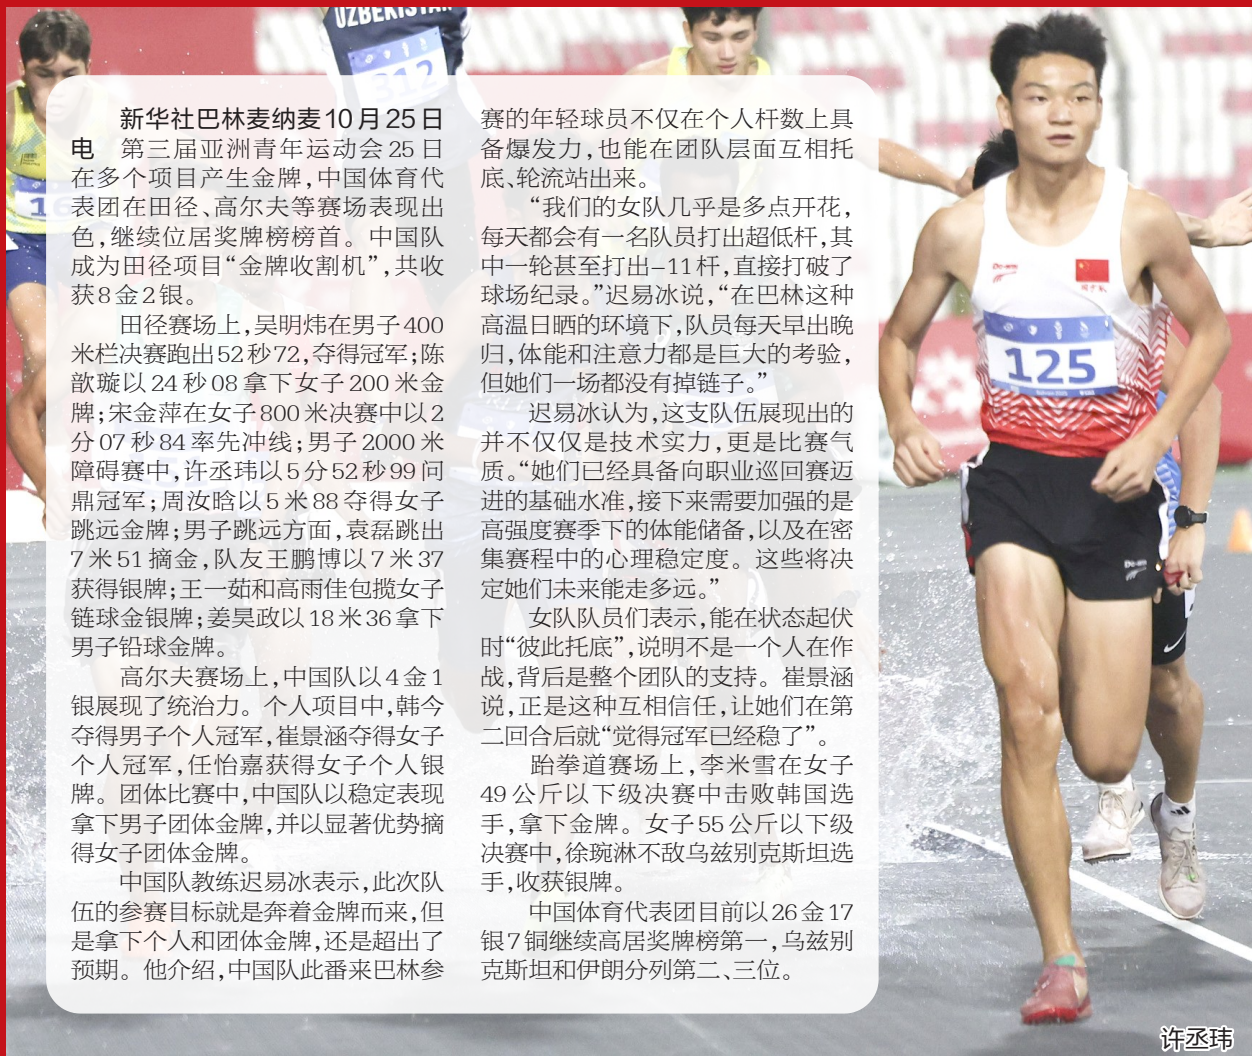 UZBEKISTAN
312
16
新华社巴林麦纳麦10月25日
电 第三届亚洲青年运动会25日
在多个项目产生金牌,中国体育代
表团在田径、高尔夫等赛场表现出
色,继续位居奖牌榜榜首。中国队
成为田径项目“金牌收割机”,共收
获8金2银。
田径赛场上,吴明炜在男子400
米栏决赛跑出52秒72,夺得冠军;陈
歆璇以24秒08拿下女子200米金
牌;宋金萍在女子800米决赛中以2
分07秒84率先冲线;男子2000米
障碍赛中,许丞玮以5分52秒99问
鼎冠军;周汝晗以5米88夺得女子
跳远金牌;男子跳远方面,袁磊跳出
7米51摘金,队友王鹏博以7米37
获得银牌;王一茹和高雨佳包揽女子
链球金银牌;姜昊政以18米36拿下
男子铅球金牌。
高尔夫赛场上,中国队以4金1
银展现了统治力。个人项目中,韩今
夺得男子个人冠军,崔景涵夺得女子
个人冠军,任怡嘉获得女子个人银
牌。团体比赛中,中国队以稳定表现
拿下男子团体金牌,并以显著优势摘
得女子团体金牌。
中国队教练迟易冰表示,此次队
伍的参赛目标就是奔着金牌而来,但
是拿下个人和团体金牌,还是超出了
预期。他介绍,中国队此番来巴林参
赛的年轻球员不仅在个人杆数上具
备爆发力,也能在团队层面互相托
底、轮流站出来。
“我们的女队几乎是多点开花,
每天都会有一名队员打出超低杆,其
中一轮甚至打出-11杆,直接打破了
球场纪录。”迟易冰说,“在巴林这种
高温日晒的环境下,队员每天早出晚
归,体能和注意力都是巨大的考验,
但她们一场都没有掉链子。”
迟易冰认为,这支队伍展现出的
并不仅仅是技术实力,更是比赛气
质。“她们已经具备向职业巡回赛迈
进的基础水准,接下来需要加强的是
高强度赛季下的体能储备,以及在密
集赛程中的心理稳定度。这些将决
定她们未来能走多远。”
女队队员们表示,能在状态起伏
时“彼此托底”,说明不是一个人在作
战,背后是整个团队的支持。崔景涵
说,正是这种互相信任,让她们在第
二回合后就“觉得冠军已经稳了”。
跆拳道赛场上,李米雪在女子
49公斤以下级决赛中击败韩国选
手,拿下金牌。女子55公斤以下级
决赛中,徐琬淋不敌乌兹别克斯坦选
手,收获银牌。
中国体育代表团目前以26金17
银7铜继续高居奖牌榜第一,乌兹别
克斯坦和伊朗分列第二、三位。
125
许丞玮